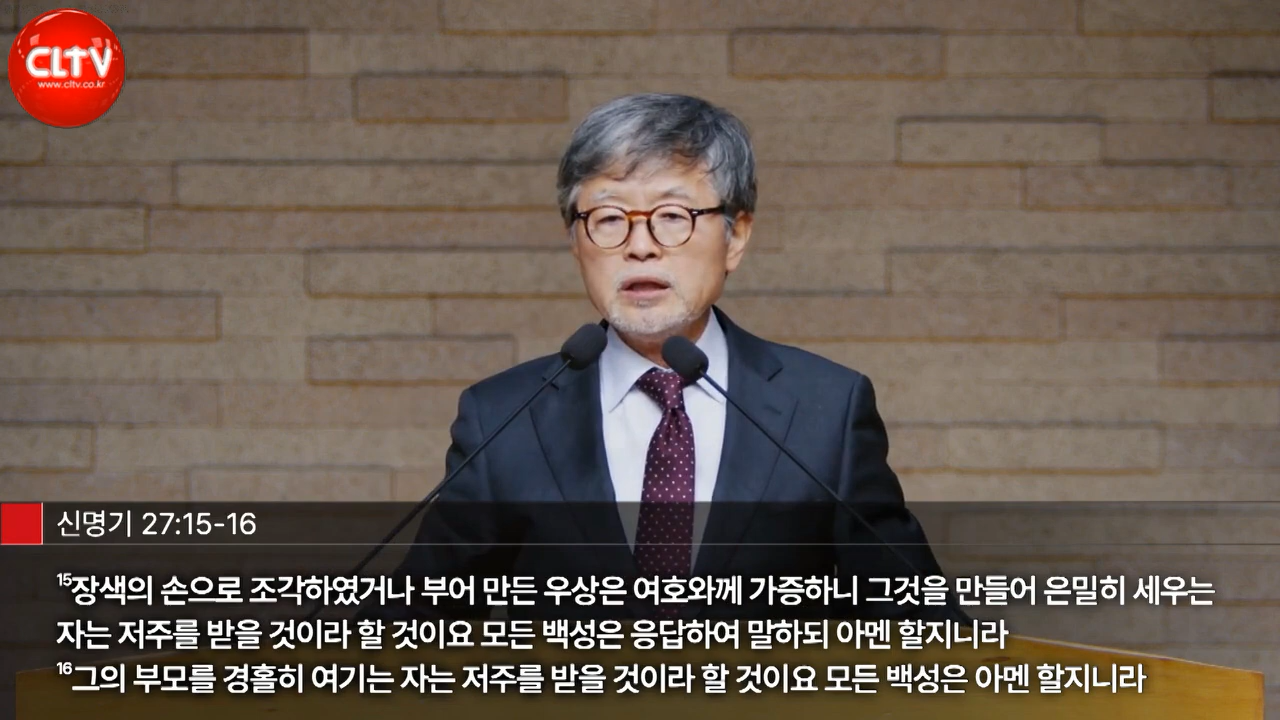 CLTV
www.cltv.co.kr
신명기 27:15-16
15장색의 손으로 조각하였거나 부어 만든 우상은 여호와께 가증하니 그것을 만들어 은밀히 세우는
자는 저주를 받을 것이라 할 것이요 모든 백성은 응답하여 말하되 아멘 할지니라
16그의 부모를 경홀히 여기는 자는 저주를 받을 것이라 할 것이요 모든 백성은 아멘 할지니라